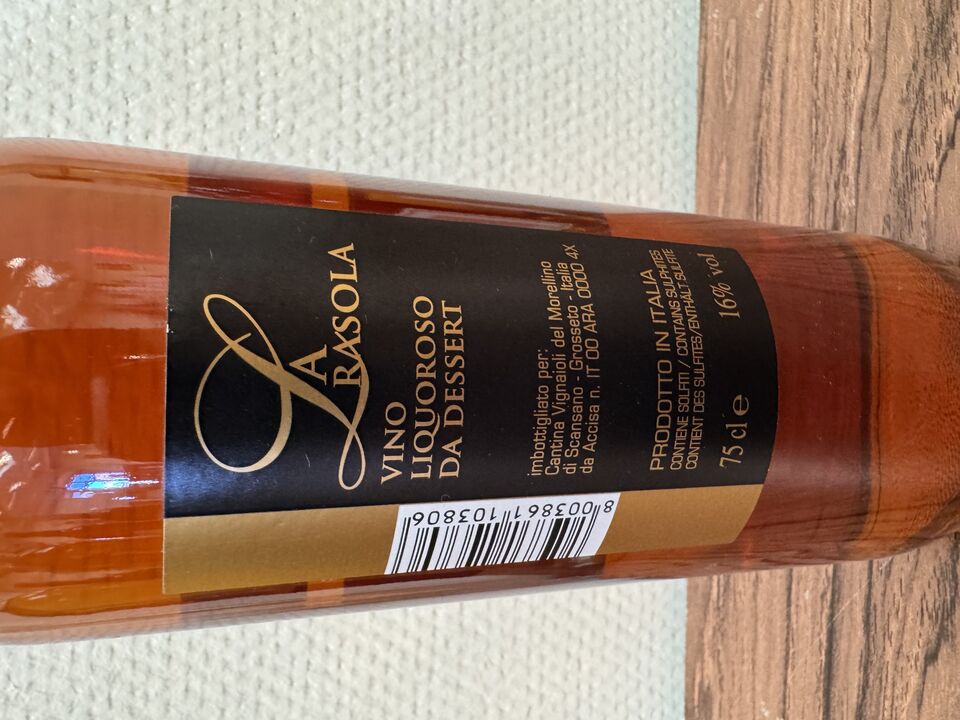 LA
RASOLA
VINO
LIQUOROSO
DA DESSERT
imbottigliato per:
Cantina Vignaioli del Morellino
di Scansano - Grosseto - Italia
da Accisa n. IT 00 ARA 0000 4X
PRODOTTO IN ITALIA
CONTIENE SOLFITI / CONTAINS SULPHITES
CONTIENT DES SULFITES/ENTHÄLT SULFITE
75 cl e 16% vol
8 003861 103806